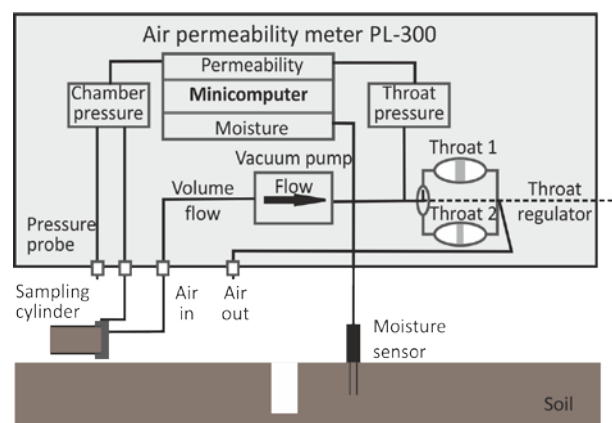 Air permeability meter PL-300
Permeability
Minicomputer
Moisture
Chamber
pressure
Throat
pressure
Vacuum pump
Flow
Volume
flow
Throat 1
Throat 2
Throat
regulator
Pressure
probe
Sampling
cylinder
Air
in
Air
out
Moisture
sensor
Soil